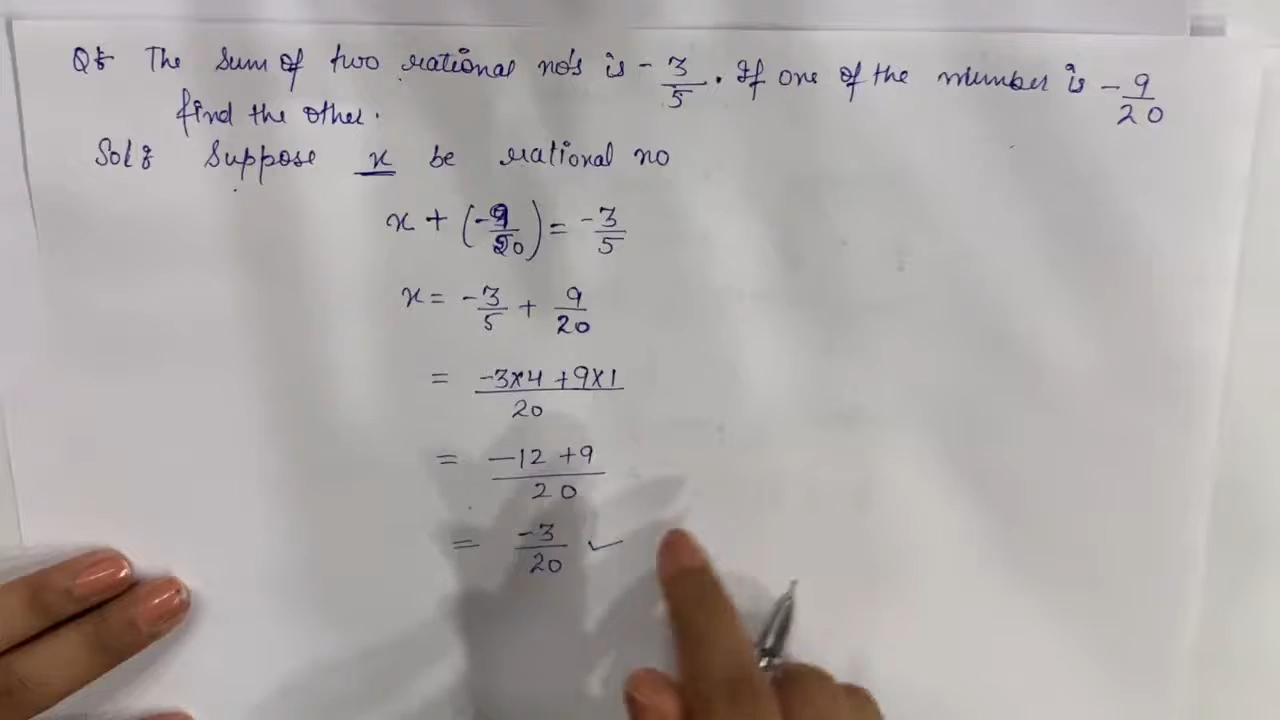 Q: The Sum of two rational no's is -3/5. If one of the number is -9/20
find the other.
Sol: Suppose x be rational no
x + (-9/20) = -3/5
x = -3/5 + 9/20
= -3×4 +9×1 / 20
= -12 +9 / 20
= -3/20 ✓